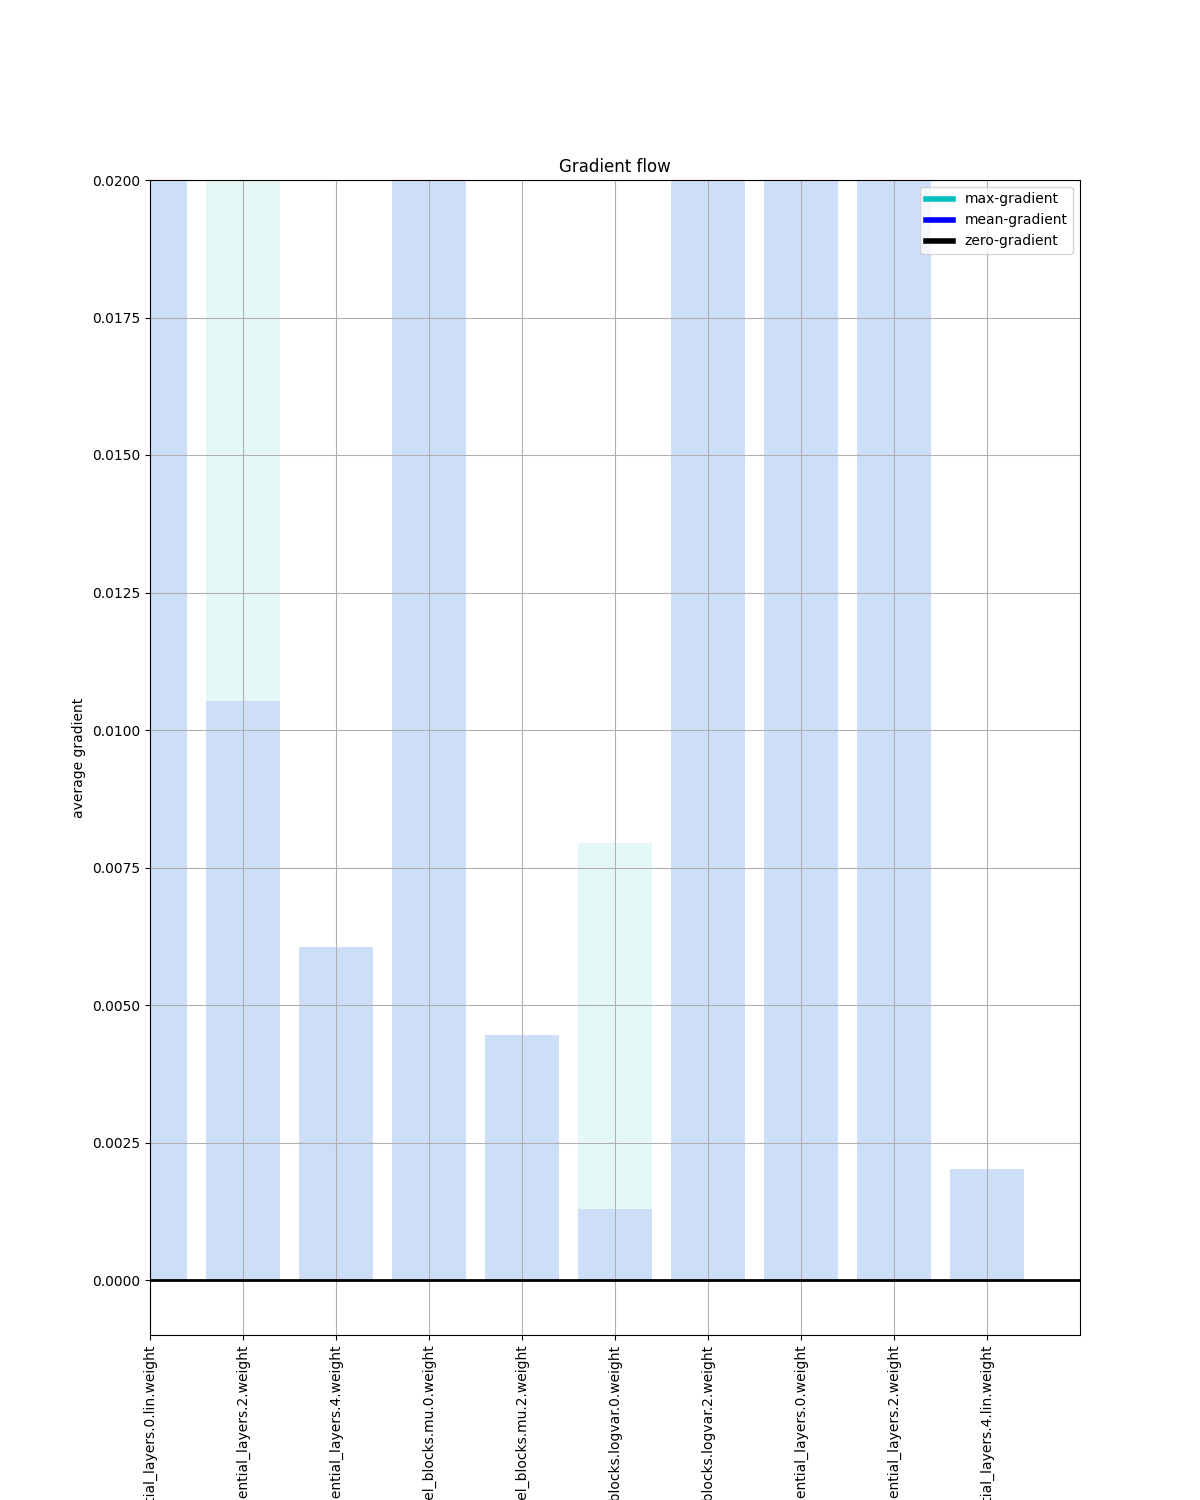 Gradient flow
max-gradient
mean-gradient
zero-gradient
0.0200
0.0175
0.0150
0.0125
0.0100
0.0075
0.0050
0.0025
0.0000
average gradient
tial_layers.0.lin.weight
ential_layers.2.weight
ential_layers.4.weight
el_blocks.mu.0.weight
el_blocks.mu.2.weight
blocks.logvar.0.weight
blocks.logvar.2.weight
ential_layers.0.weight
ential_layers.2.weight
tial_layers.4.lin.weight